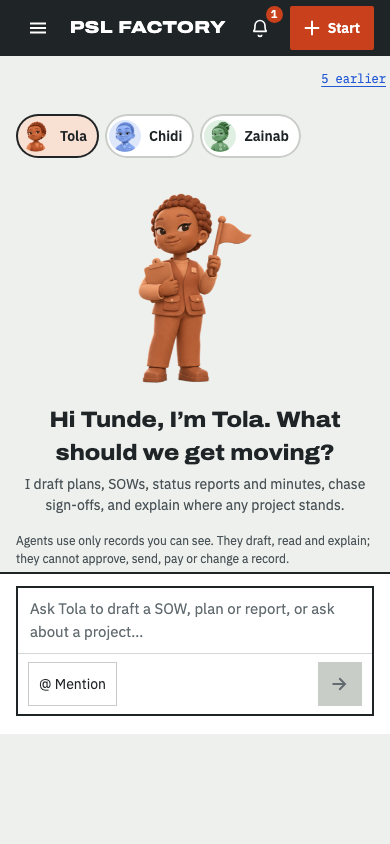 PSL FACTORY
1
Start
5 earlier
Tola
Chidi
Zainab
Hi Tunde, I’m Tola. What
should we get moving?
I draft plans, SOWs, status reports and minutes, chase
sign-offs, and explain where any project stands.
Agents use only records you can see. They draft, read and explain;
they cannot approve, send, pay or change a record.
Ask Tola to draft a SOW, plan or report, or ask
about a project...
@ Mention